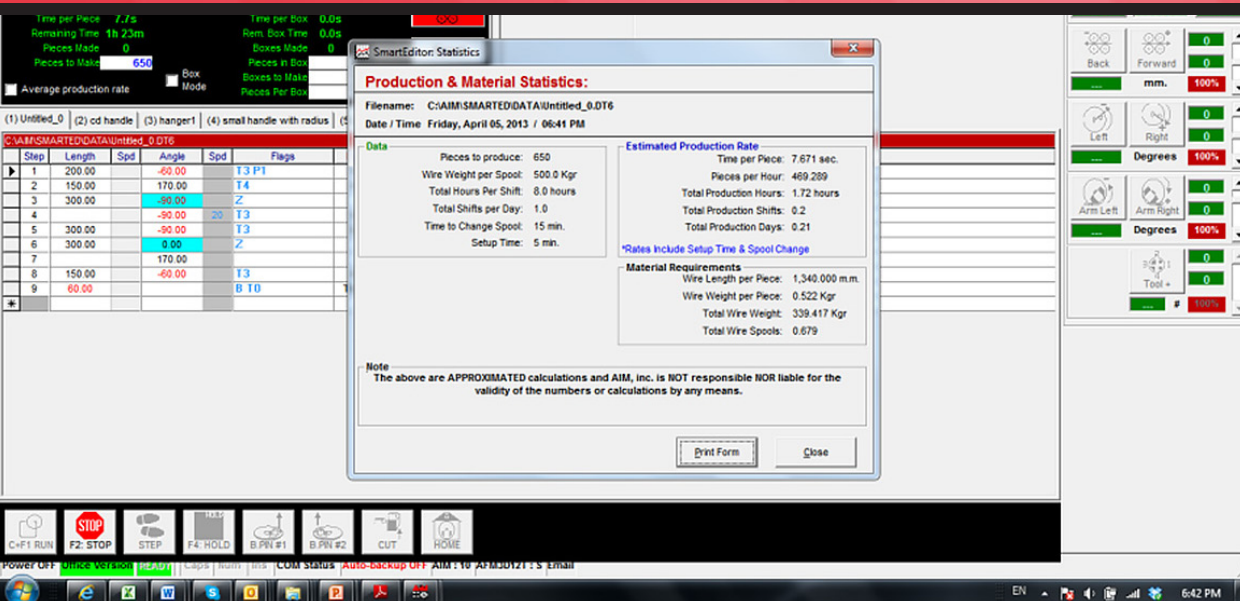 Time per Piece 7.7s Time per Box 0.0s
Remaining Time 1h 23m Rem. Box Time 0.0s
Pieces Made 0 Boxes Made 0
Pieces to Make 650 Box Mode Pieces in Box
Boxes to Make
Average production rate Pieces Per Box
(1) Untitled_0 (2) cd handle (3) hanger1 (4) small handle with radius
C:\AIM\SMARTED\DATA\Untitled_0.DT6
Step Length Spd Angle Spd Flags
1 200.00 -60.00 T3 P1
2 150.00 170.00 T4
3 300.00 -90.00 Z
4 -90.00 20 T3
5 300.00 -90.00 T3
6 300.00 0.00 Z
7 170.00
8 150.00 -60.00 T3
9 60.00 B T0
SmartEditor: Statistics
Production & Material Statistics:
Filename: C:\AIM\SMARTED\DATA\Untitled_0.DT6
Date / Time Friday, April 05, 2013 / 06:41 PM
Data
Pieces to produce: 650
Wire Weight per Spool: 500.0 Kgr
Total Hours Per Shift: 8.0 hours
Total Shifts per Day: 1.0
Time to Change Spool: 15 min.
Setup Time: 5 min.
Estimated Production Rate
Time per Piece: 7.671 sec.
Pieces per Hour: 469.289
Total Production Hours: 1.72 hours
Total Production Shifts: 0.2
Total Production Days: 0.21
*Rates Include Setup Time & Spool Change
Material Requirements
Wire Length per Piece: 1,340.000 m.m.
Wire Weight per Piece: 0.522 Kgr
Total Wire Weight: 339.417 Kgr
Total Wire Spools: 0.679
Note
The above are APPROXIMATED calculations and AIM, inc. is NOT responsible NOR liable for the
validity of the numbers or calculations by any means.
Print Form Close
Back Forward 0
0
--- mm. 100%
Left Right 0
0
--- Degrees 100%
Arm Left Arm Right 0
0
--- Degrees 100%
Tool + 0
0
--- # 100%
STOP
C+F1 RUN F2: STOP STEP F4: HOLD B.PIN #1 B.PIN #2 CUT HOME
Power OFF Office Version READY Caps Num Ins COM Status Auto-backup OFF AIM : 10 AFM3D12T : S Email
EN 6:42 PM